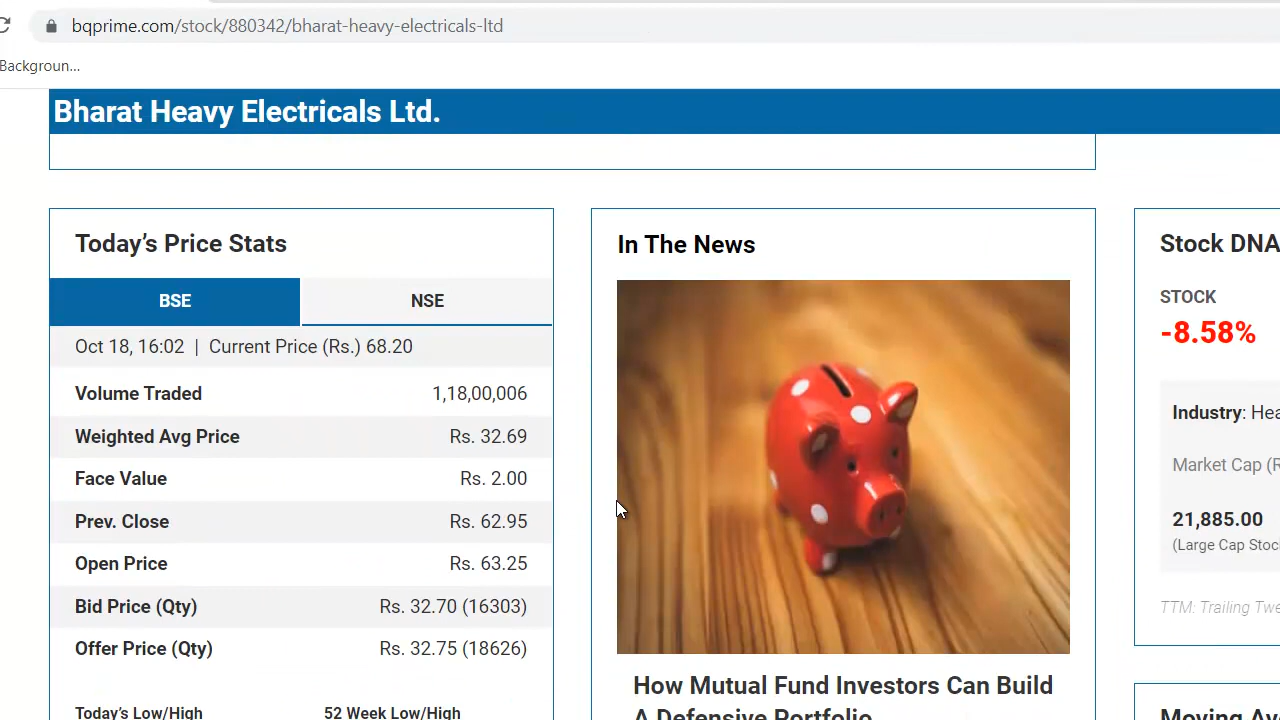 bqprime.com/stock/880342/bharat-heavy-electricals-ltd
Backgroun...
Bharat Heavy Electricals Ltd.
Today's Price Stats
BSE NSE
Oct 18, 16:02 | Current Price (Rs.) 68.20
Volume Traded 1,18,00,006
Weighted Avg Price Rs. 32.69
Face Value Rs. 2.00
Prev. Close Rs. 62.95
Open Price Rs. 63.25
Bid Price (Qty) Rs. 32.70 (16303)
Offer Price (Qty) Rs. 32.75 (18626)
Today's Low/High 52 Week Low/High
In The News
How Mutual Fund Investors Can Build
A Defensive Portfolio
Stock DNA
STOCK
-8.58%
Industry: Hea
Market Cap (R
21,885.00
(Large Cap Stoc
TTM: Trailing Twe
Moving Av